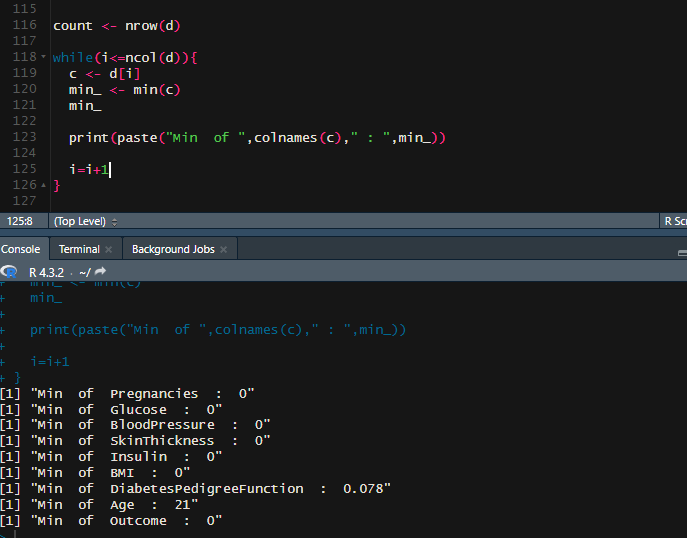 115
116 count <- nrow(d)
117
118 while(i<=ncol(d)){
119 c <- d[i]
120 min_ <- min(c)
121 min_
122
123 print(paste("Min  of ",colnames(c)," : ",min_))
124
125 i=i+1
126 }
127
125:8 (Top Level) R Scr
Console Terminal Background Jobs
R 4.3.2 · ~/
+ min_ <- min(c)
+ min_
+
+ print(paste("Min  of ",colnames(c)," : ",min_))
+
+ i=i+1
+ }
[1] "Min  of  Pregnancies  :  0"
[1] "Min  of  Glucose  :  0"
[1] "Min  of  BloodPressure  :  0"
[1] "Min  of  SkinThickness  :  0"
[1] "Min  of  Insulin  :  0"
[1] "Min  of  BMI  :  0"
[1] "Min  of  DiabetesPedigreeFunction  :  0.078"
[1] "Min  of  Age  :  21"
[1] "Min  of  Outcome  :  0"
>